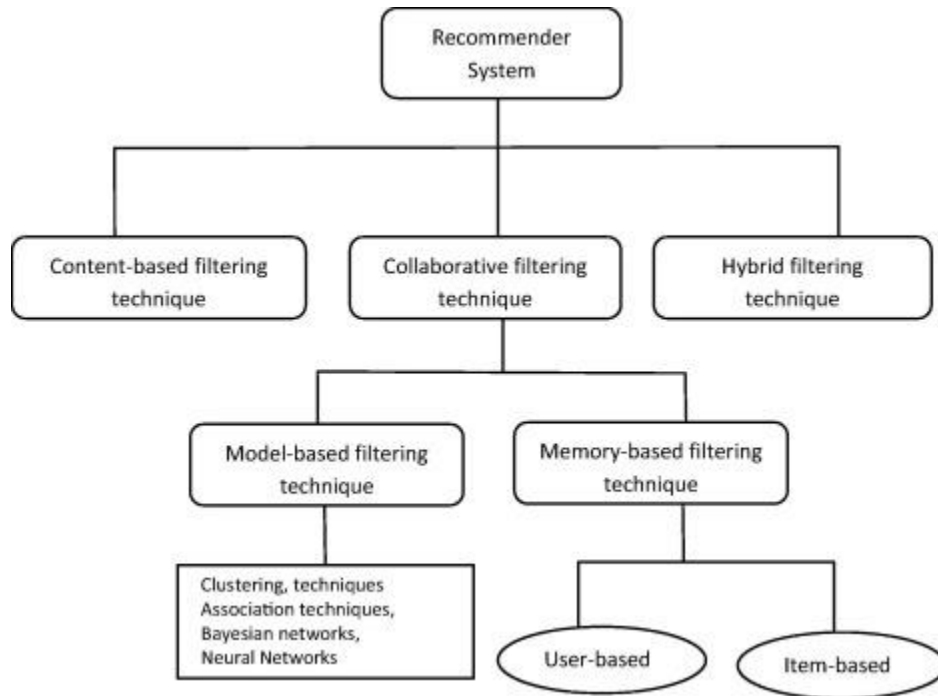 Recommender
System
Content-based filtering
technique
Collaborative filtering
technique
Hybrid filtering
technique
Model-based filtering
technique
Memory-based filtering
technique
Clustering, techniques
Association techniques,
Bayesian networks,
Neural Networks
User-based
Item-based